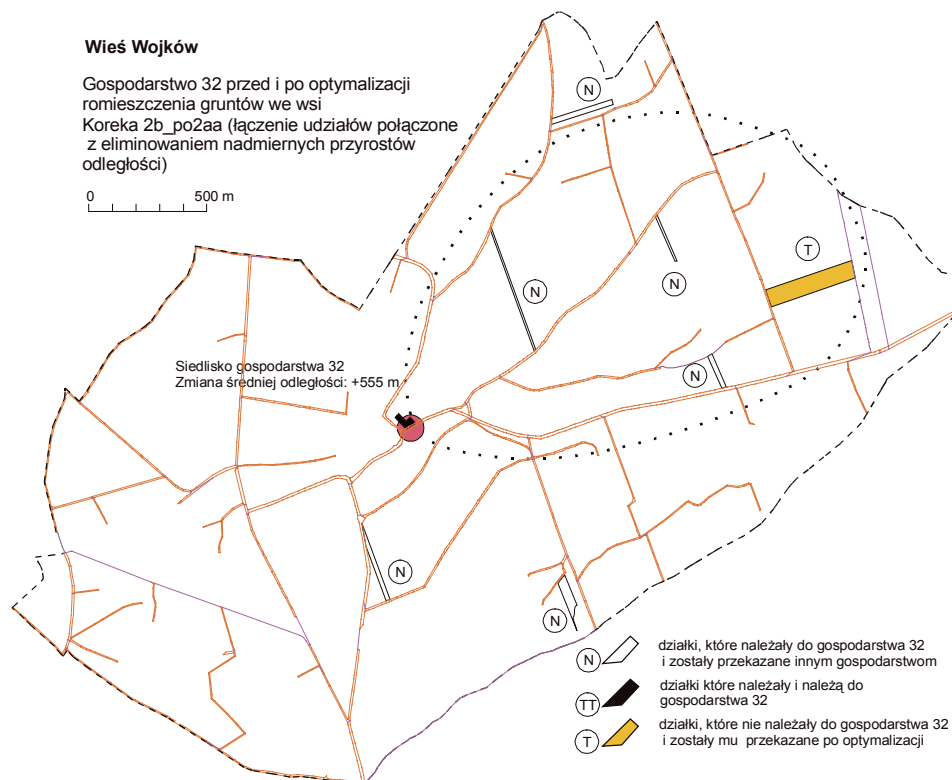 Wieś Wojków
Gospodarstwo 32 przed i po optymalizacji
romieszczenia gruntów we wsi
Koreka 2b_po2aa (łączenie udziałów połączone
z eliminowaniem nadmiernych przyrostów
odległości)
0 500 m
N
T
N
N
Siedlisko gospodarstwa 32
Zmiana średniej odległości: +555 m
N
N
N
N działki, które należały do gospodarstwa 32
i zostały przekazane innym gospodarstwom
TT działki które należały i należą do
gospodarstwa 32
T działki, które nie należały do gospodarstwa 32
i zostały mu przekazane po optymalizacji